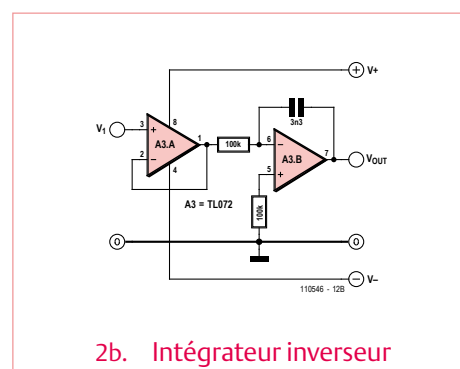 V+
8
V1
3
+
A3.A
1
2
−
4
100k
3n3
6
−
A3.B
7
VOUT
5
+
A3 = TL072
100k
0
0
110546 - 12B
V−
2b. Intégrateur inverseur